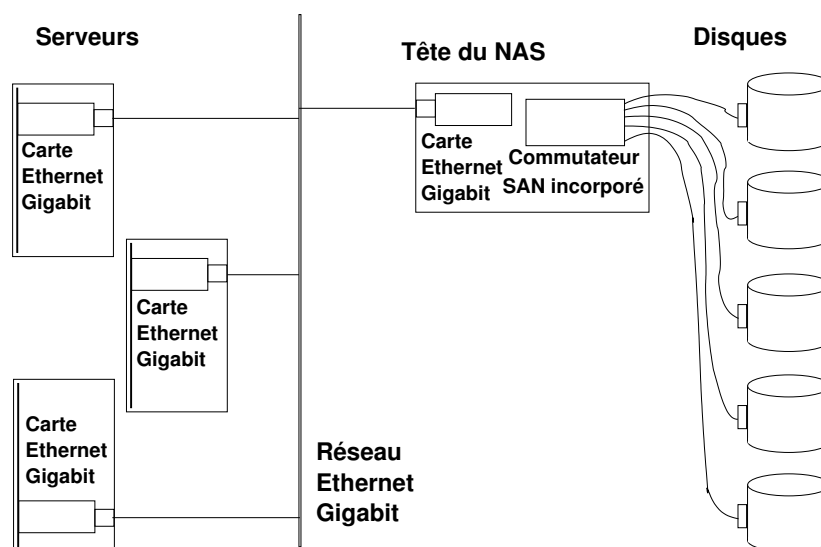 Serveurs
Tête du NAS
Disques
Carte
Ethernet
Gigabit
Carte
Ethernet
Gigabit
Commutateur
SAN incorporé
Carte
Ethernet
Gigabit
Carte
Ethernet
Gigabit
Réseau
Ethernet
Gigabit